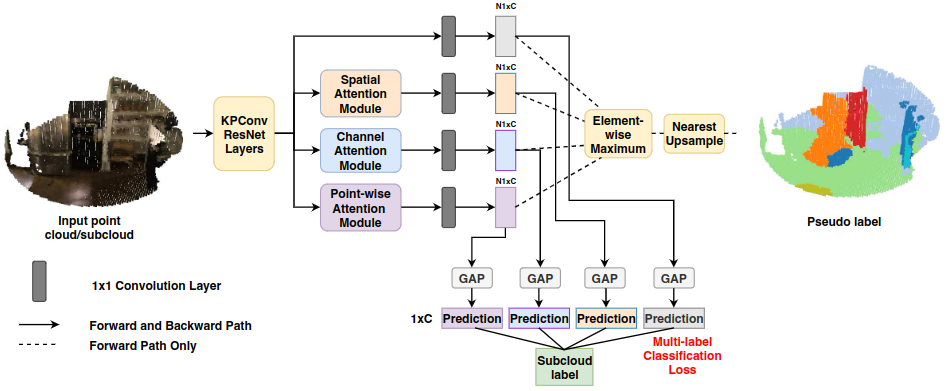 N1xC
KPConv
ResNet
Layers
Spatial
Attention
Module
N1xC
Channel
Attention
Module
N1xC
Point-wise
Attention
Module
N1xC
Element-
wise
Maximum
Nearest
Upsample
Input point
cloud/subcloud
Pseudo label
1x1 Convolution Layer
Forward and Backward Path
Forward Path Only
GAP
GAP
GAP
GAP
1xC
Prediction
Prediction
Prediction
Prediction
Subcloud
label
Multi-label
Classification
Loss